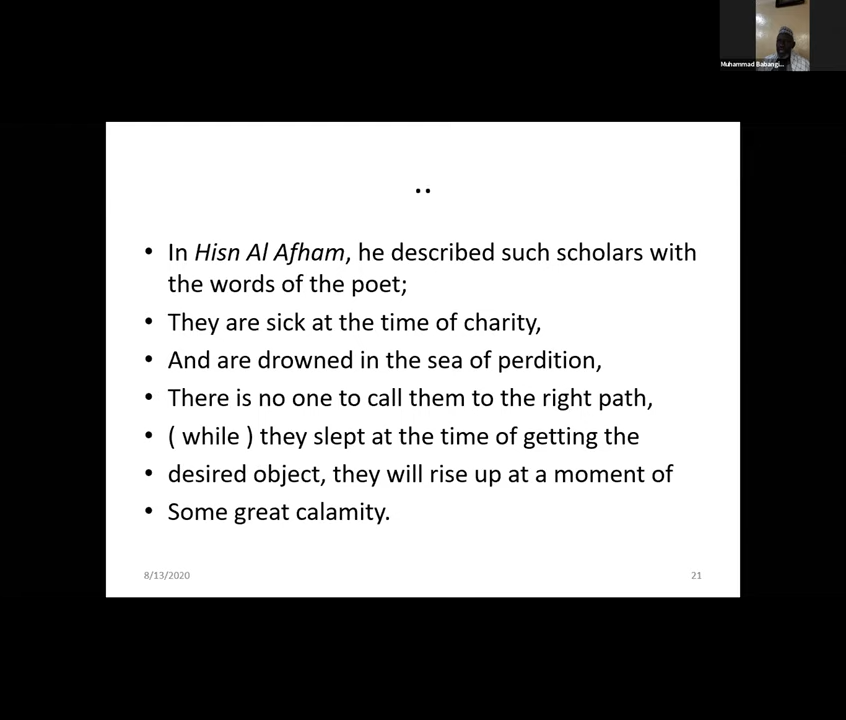 Muhammad Babangi...
..
• In Hisn Al Afham, he described such scholars with
the words of the poet;
• They are sick at the time of charity,
• And are drowned in the sea of perdition,
• There is no one to call them to the right path,
• ( while ) they slept at the time of getting the
• desired object, they will rise up at a moment of
• Some great calamity.
8/13/2020
21